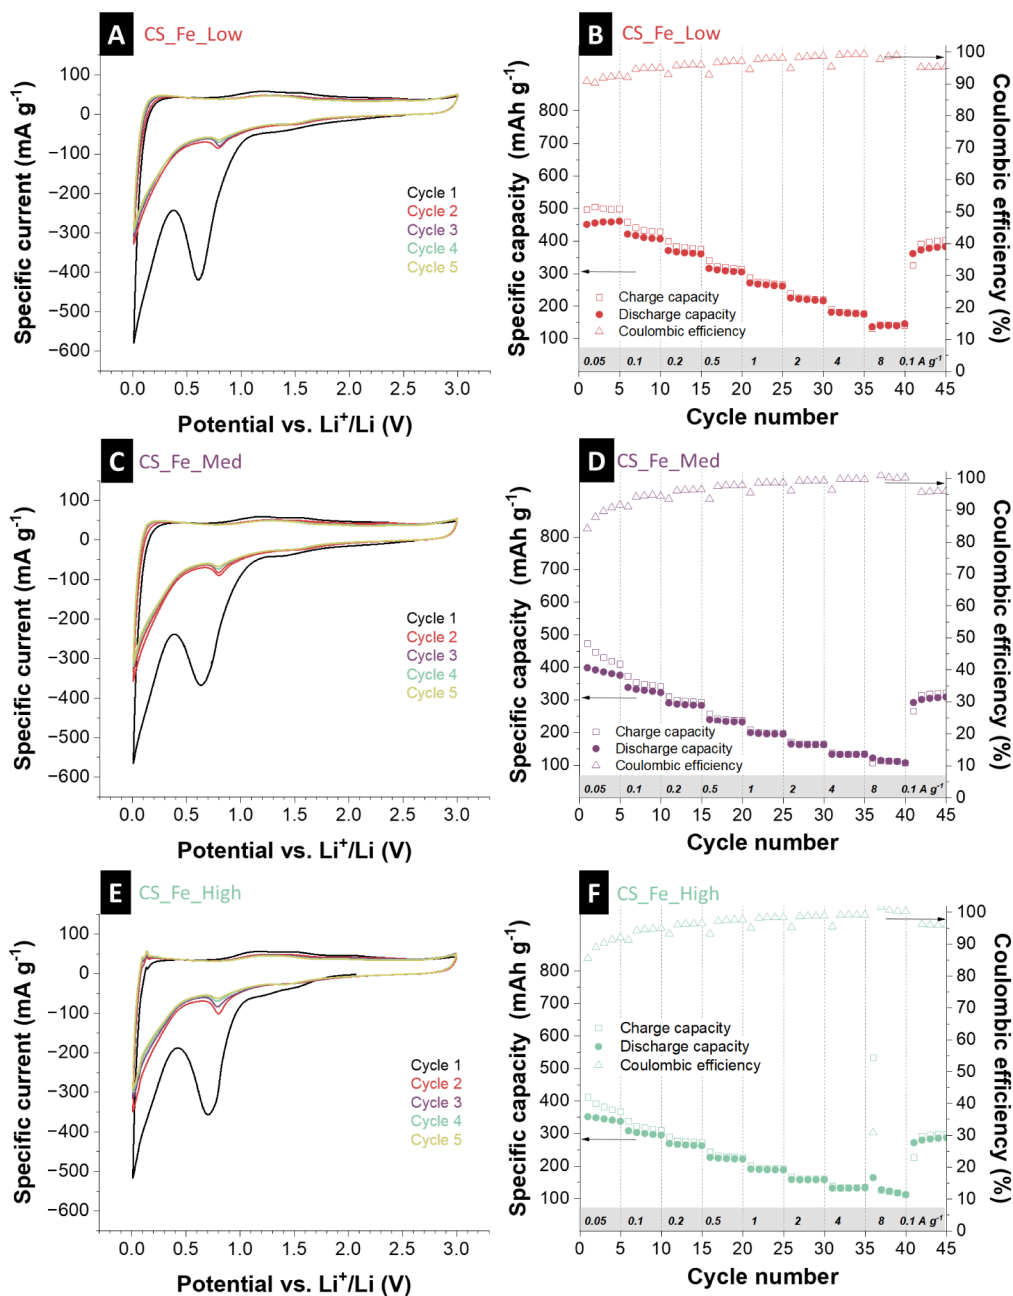 A
CS_Fe_Low
100
0
−100
−200
−300
−400
−500
−600
Specific current (mA g⁻¹)
Cycle 1
Cycle 2
Cycle 3
Cycle 4
Cycle 5
0.0 0.5 1.0 1.5 2.0 2.5 3.0
Potential vs. Li⁺/Li (V)
B
CS_Fe_Low
800
700
600
500
400
300
200
100
Specific capacity (mAh g⁻¹)
Charge capacity
Discharge capacity
Coulombic efficiency
0.05 0.1 0.2 0.5 1 2 4 8 0.1 A g⁻¹
0 5 10 15 20 25 30 35 40 45
Cycle number
100
90
80
70
60
50
40
30
20
10
0
Coulombic efficiency (%)
C
CS_Fe_Med
100
0
−100
−200
−300
−400
−500
−600
Specific current (mA g⁻¹)
Cycle 1
Cycle 2
Cycle 3
Cycle 4
Cycle 5
0.0 0.5 1.0 1.5 2.0 2.5 3.0
Potential vs. Li⁺/Li (V)
D
CS_Fe_Med
800
700
600
500
400
300
200
100
Specific capacity (mAh g⁻¹)
Charge capacity
Discharge capacity
Coulombic efficiency
0.05 0.1 0.2 0.5 1 2 4 8 0.1 A g⁻¹
0 5 10 15 20 25 30 35 40 45
Cycle number
100
90
80
70
60
50
40
30
20
10
0
Coulombic efficiency (%)
E
CS_Fe_High
100
0
−100
−200
−300
−400
−500
−600
Specific current (mA g⁻¹)
Cycle 1
Cycle 2
Cycle 3
Cycle 4
Cycle 5
0.0 0.5 1.0 1.5 2.0 2.5 3.0
Potential vs. Li⁺/Li (V)
F
CS_Fe_High
800
700
600
500
400
300
200
100
Specific capacity (mAh g⁻¹)
Charge capacity
Discharge capacity
Coulombic efficiency
0.05 0.1 0.2 0.5 1 2 4 8 0.1 A g⁻¹
0 5 10 15 20 25 30 35 40 45
Cycle number
100
90
80
70
60
50
40
30
20
10
0
Coulombic efficiency (%)